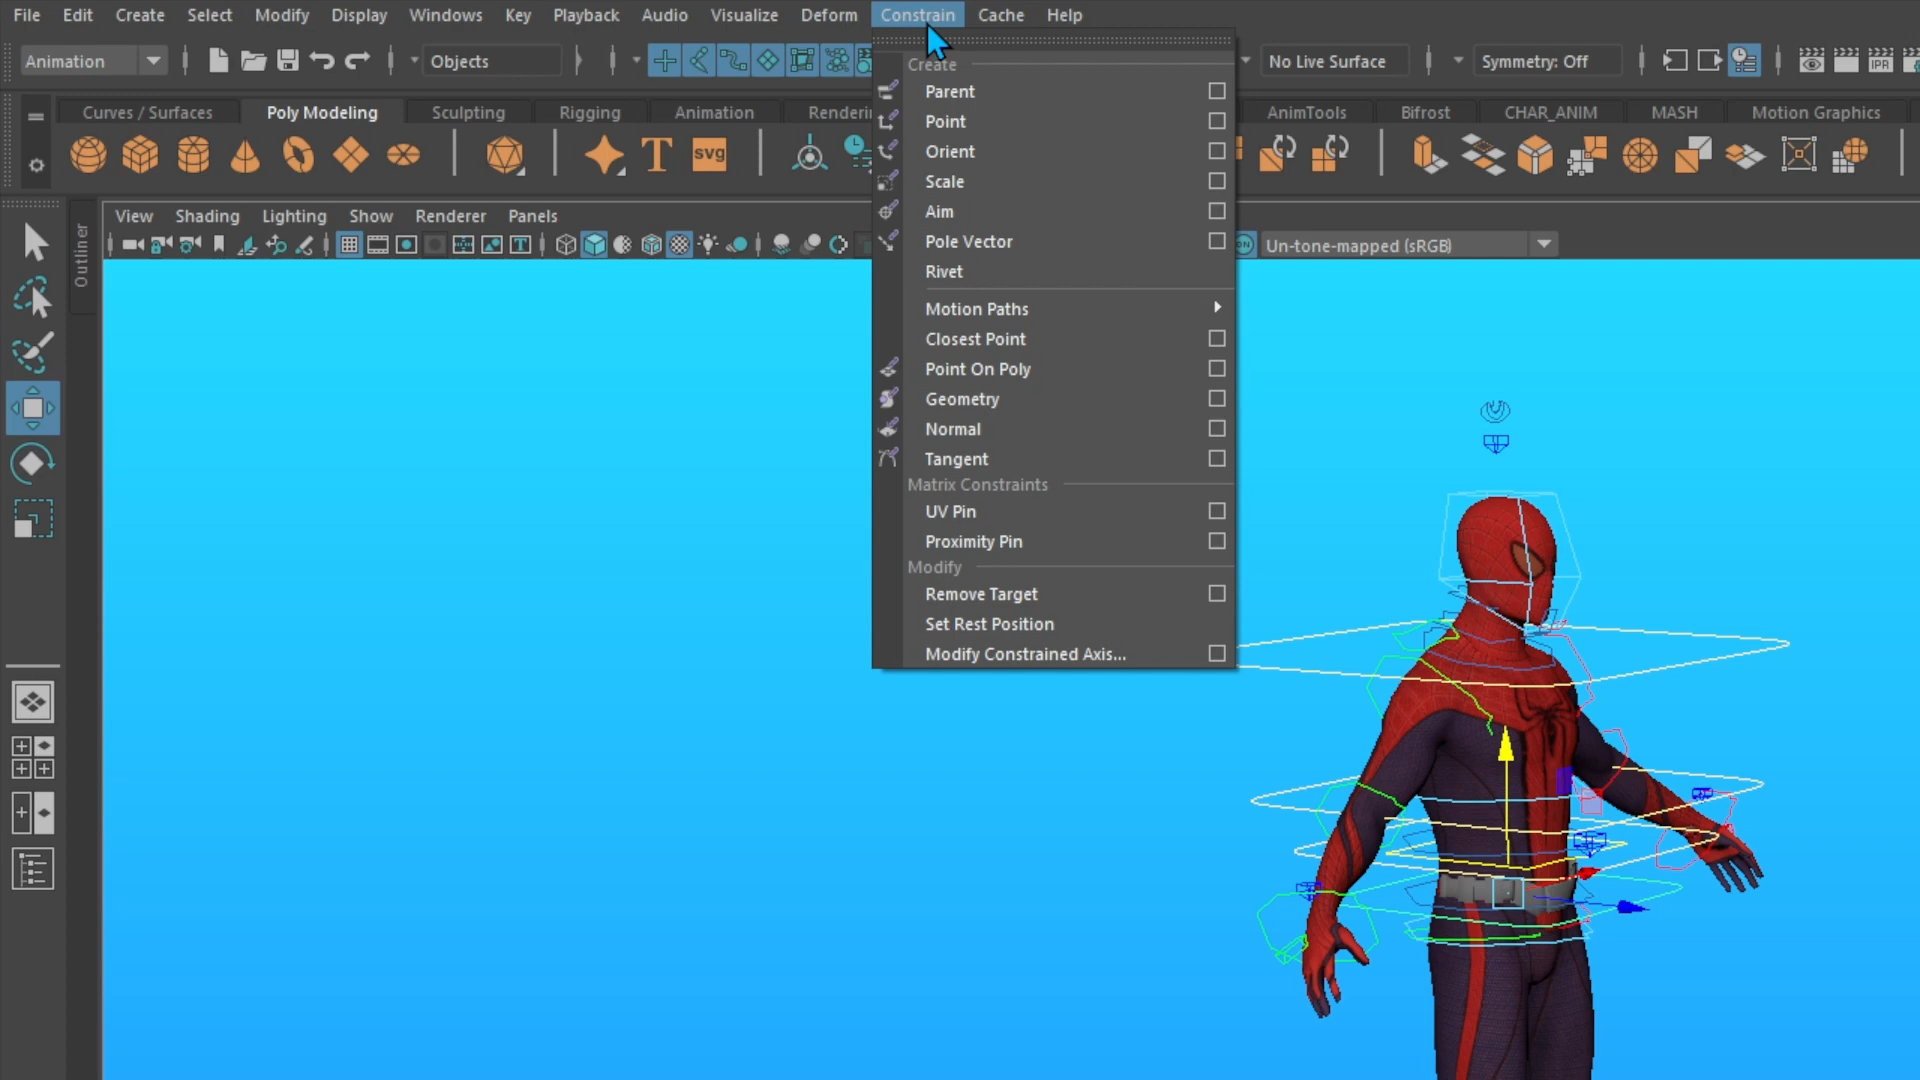 File Edit Create Select Modify Display Windows Key Playback Audio Visualize Deform Constrain Cache Help
Animation Objects No Live Surface Symmetry: Off IPR
Curves / Surfaces Poly Modeling Sculpting Rigging Animation AnimTools Bifrost CHAR_ANIM MASH Motion Graphics
T SVG
View Shading Lighting Show Renderer Panels
Un-tone-mapped (sRGB)
Outliner
Create
Parent
Point
Orient
Scale
Aim
Pole Vector
Rivet
Motion Paths
Closest Point
Point On Poly
Geometry
Normal
Tangent
Matrix Constraints
UV Pin
Proximity Pin
Modify
Remove Target
Set Rest Position
Modify Constrained Axis...